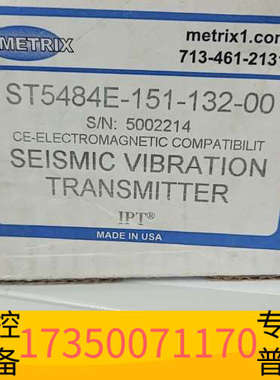 METRIX
metrix1.com
713-461-2131
ST5484E-151-132-00
S/N: 5002214
CE-ELECTROMAGNETIC COMPATIBILIT
SEISMIC VIBRATION
TRANSMITTER
IPT®
MADE IN USA
控 专
备 17350071170 普